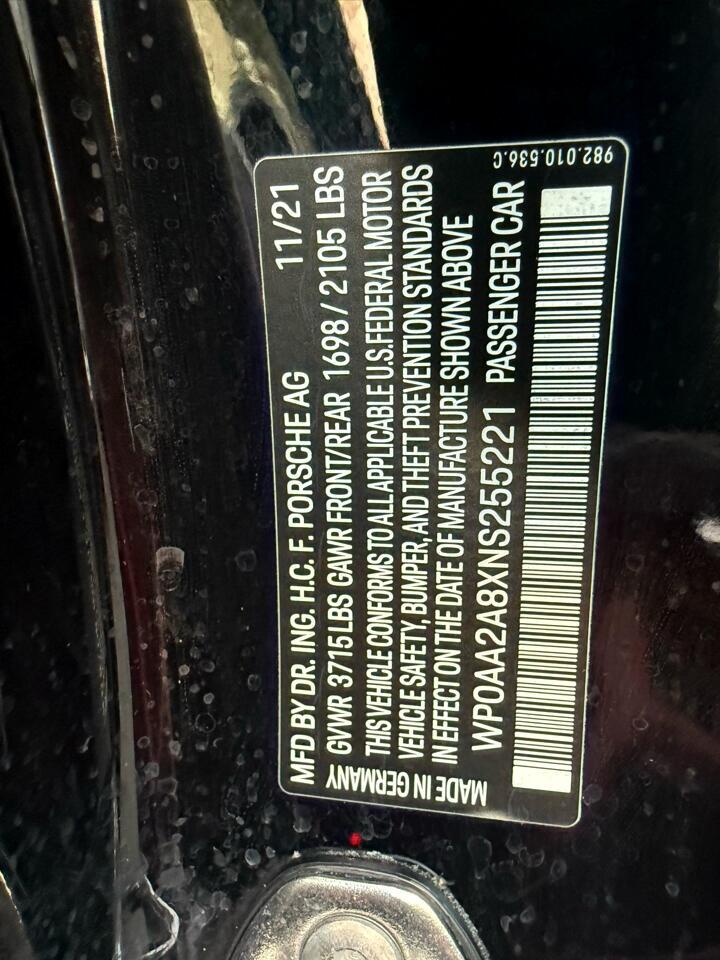 MFD BY DR. ING. H.C. F. PORSCHE AG 11/21
GVWR 3715 LBS GAWR FRONT/REAR 1698 / 2105 LBS
THIS VEHICLE CONFORMS TO ALL APPLICABLE U.S. FEDERAL MOTOR
VEHICLE SAFETY, BUMPER, AND THEFT PREVENTION STANDARDS
IN EFFECT ON THE DATE OF MANUFACTURE SHOWN ABOVE
WP0AA2A8XNS255221 PASSENGER CAR
MADE IN GERMANY
982.010.536.C